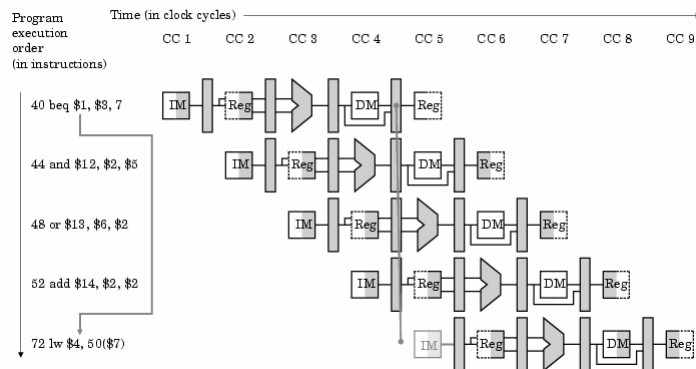 Program
execution
order
(in instructions)
Time (in clock cycles)
CC 1 CC 2 CC 3 CC 4 CC 5 CC 6 CC 7 CC 8 CC 9
40 beq $1, $3, 7
IM Reg DM Reg
44 and $12, $2, $5
IM Reg DM Reg
48 or $13, $6, $2
IM Reg DM Reg
52 add $14, $2, $2
IM Reg DM Reg
72 lw $4, 50($7)
IM Reg DM Reg